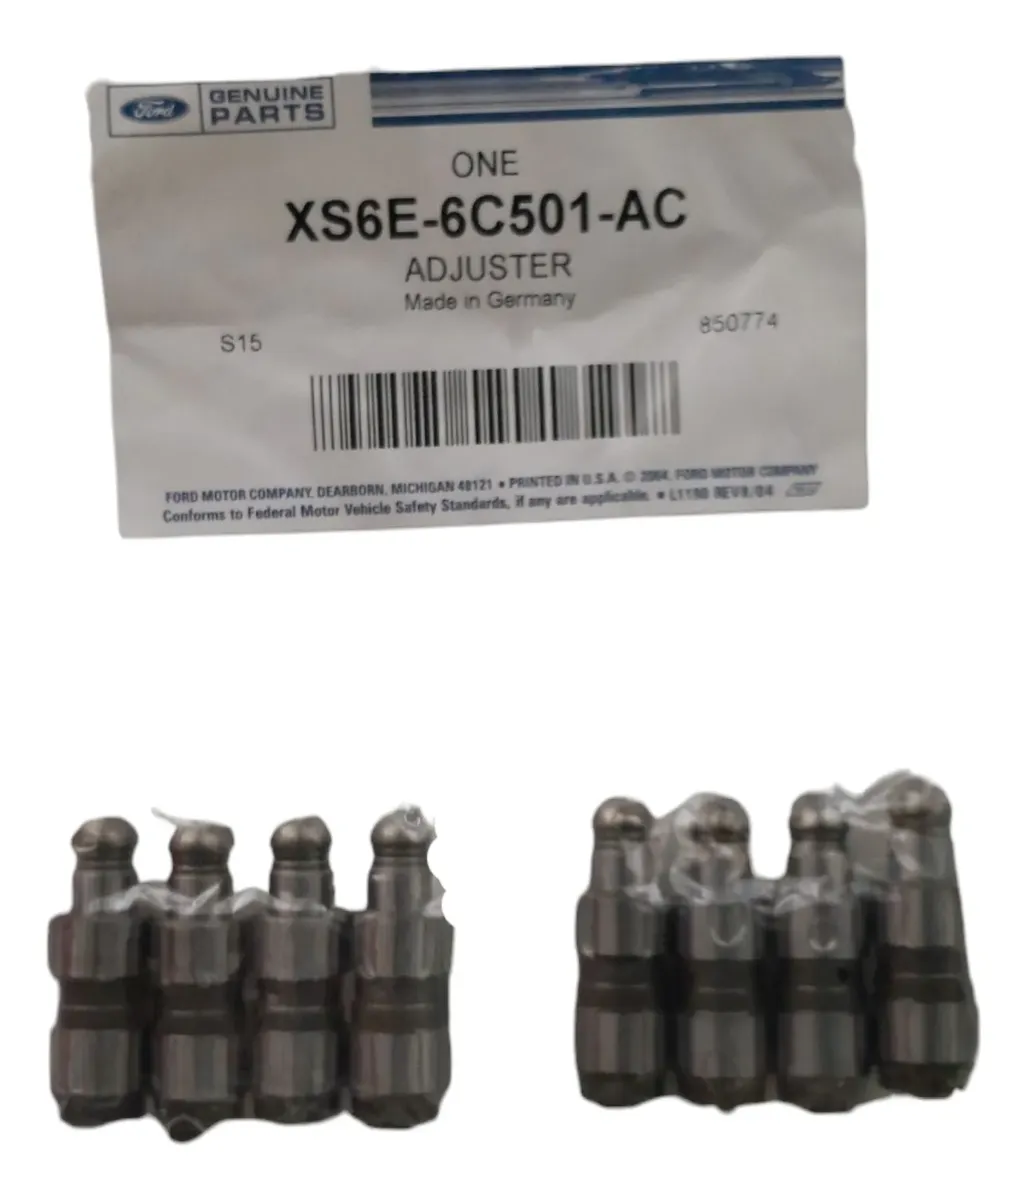 Ford
GENUINE
PARTS
ONE
XS6E-6C501-AC
ADJUSTER
Made in Germany
S15
850774
FORD MOTOR COMPANY, DEARBORN, MICHIGAN 48121 • PRINTED IN U.S.A. © 2004, FORD MOTOR COMPANY
Conforms to Federal Motor Vehicle Safety Standards, if any are applicable. • L1190 REV8/04